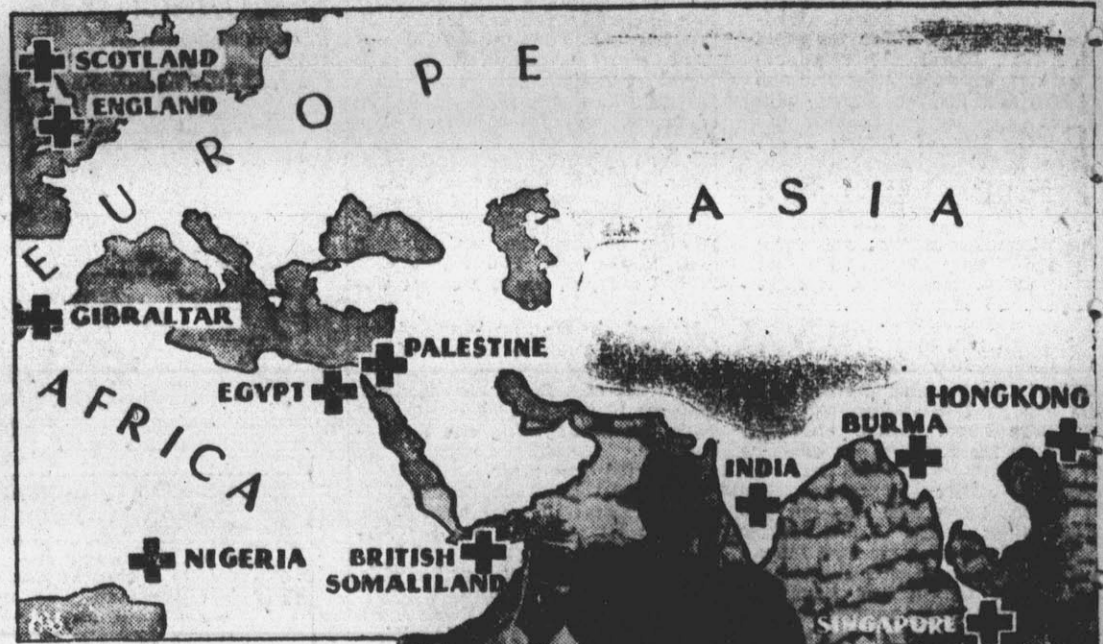 SCOTLAND
ENGLAND
EUROPE
ASIA
GIBRALTAR
PALESTINE
EGYPT
AFRICA
HONGKONG
BURMA
INDIA
NIGERIA
BRITISH
SOMALILAND
SINGAPORE